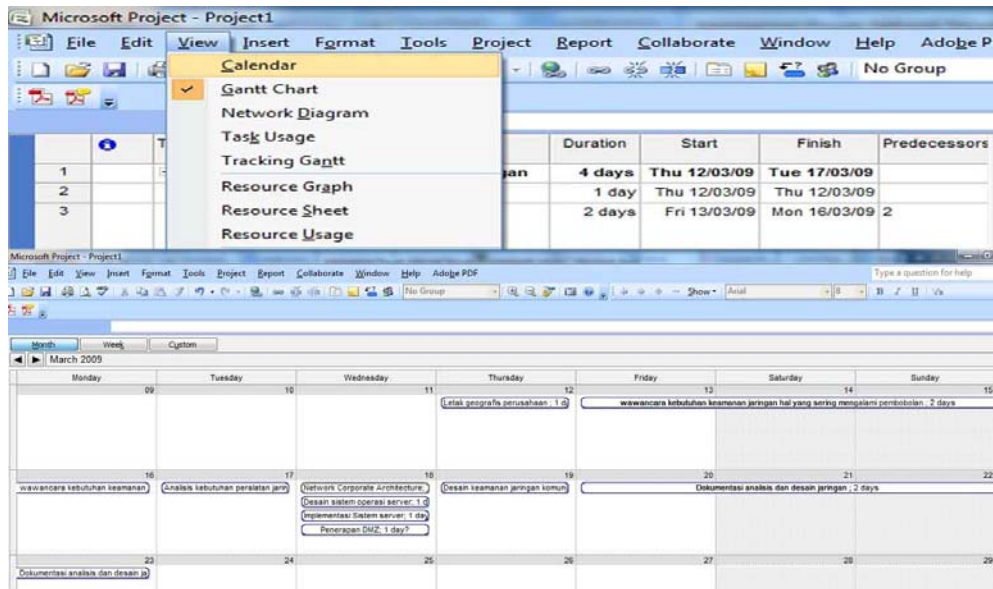 Microsoft Project - Project1
File Edit View Insert Format Tools Project Report Collaborate Window Help Adobe P
No Group
Calendar
Gantt Chart
Network Diagram
Task Usage
Tracking Gantt
Resource Graph
Resource Sheet
Resource Usage
T Duration Start Finish Predecessors
1 an 4 days Thu 12/03/09 Tue 17/03/09
2 1 day Thu 12/03/09 Thu 12/03/09
3 2 days Fri 13/03/09 Mon 16/03/09 2
Microsoft Project - Project1
File Edit View Insert Format Tools Project Report Collaborate Window Help Adobe PDF Type a question for help
No Group Show Arial 8 B I U
Month Week Custom
March 2009
Monday Tuesday Wednesday Thursday Friday Saturday Sunday
09 10 11 12 13 14 15
Letak geografis perusahaan ; 1 d wawancara kebutuhan keamanan jaringan hal yang sering mengalami pembobolan ; 2 days
16 17 18 19 20 21 22
wawancara kebutuhan keamanan Analisis kebutuhan peralatan jarin Network Corporate Architecture; Desain keamanan jaringan komun Dokumentasi analisis dan desain jaringan ; 2 days
Desain sistem operasi server; 1 d
Implementasi Sistem server; 1 day
Penerapan DMZ; 1 day?
23 24 25 26 27 28 29
Dokumentasi analisis dan desain ja